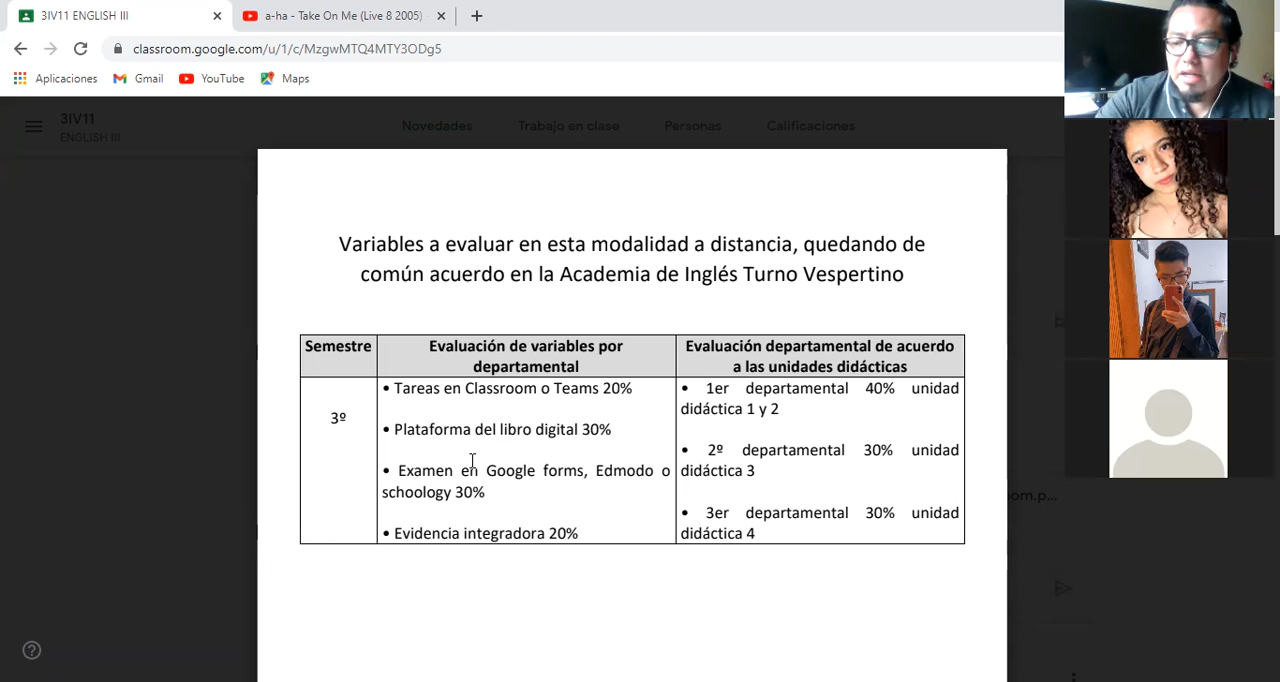 3IV11 ENGLISH III
a-ha - Take On Me (Live 8 2005)
classroom.google.com/u/1/c/MzgwMTQ4MTY3ODg5
Aplicaciones
Gmail
YouTube
Maps
3IV11
ENGLISH III
Novedades
Trabajo en clase
Personas
Calificaciones
Variables a evaluar en esta modalidad a distancia, quedando de
común acuerdo en la Academia de Inglés Turno Vespertino
Semestre
Evaluación de variables por
departamental
Evaluación departamental de acuerdo
a las unidades didácticas
3º
• Tareas en Classroom o Teams 20%
• Plataforma del libro digital 30%
• Examen en Google forms, Edmodo o
schoology 30%
• Evidencia integradora 20%
• 1er departamental 40% unidad
didáctica 1 y 2
• 2º departamental 30% unidad
didáctica 3
• 3er departamental 30% unidad
didáctica 4
oom.p...